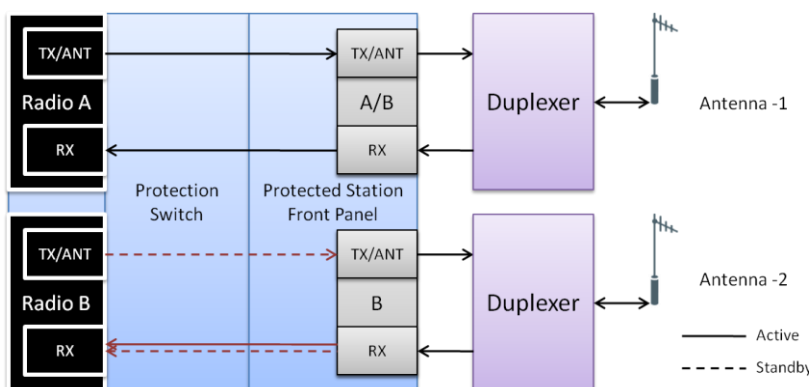 TX/ANT
Radio A
RX
TX/ANT
A/B
RX
Duplexer
Antenna -1
Protection
Switch
Protected Station
Front Panel
TX/ANT
Radio B
RX
TX/ANT
B
RX
Duplexer
Antenna -2
Active
Standby